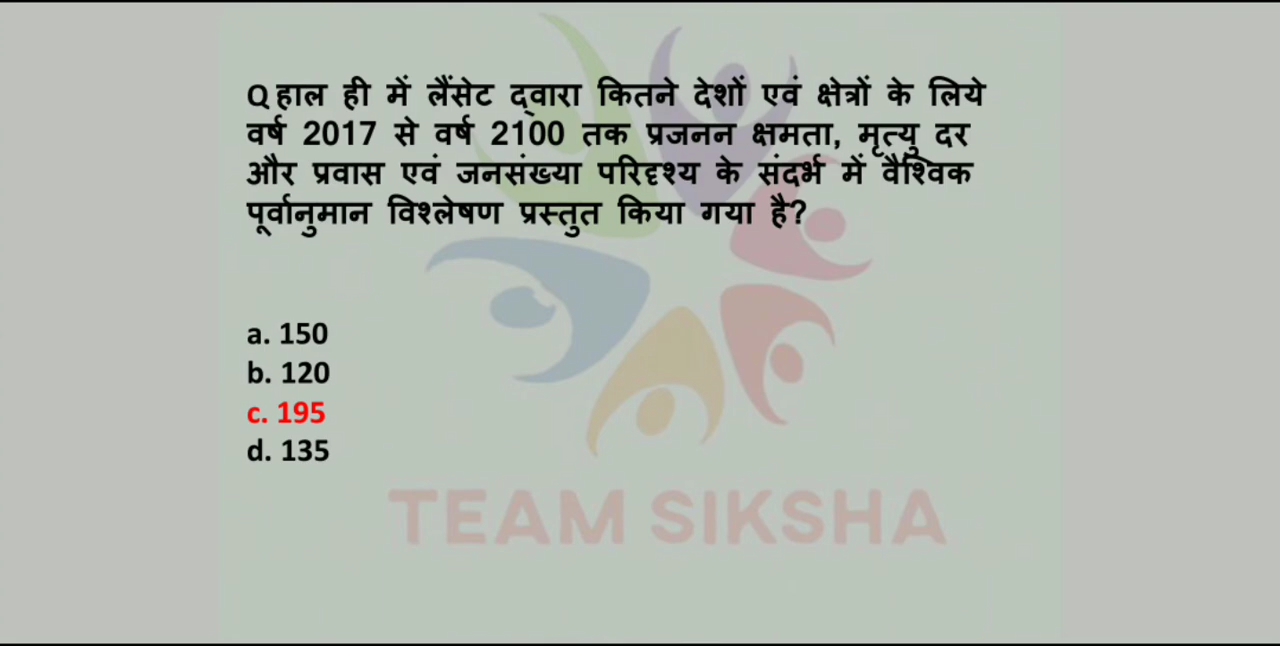 Q हाल ही में लैंसेट द्वारा कितने देशों एवं क्षेत्रों के लिये
वर्ष 2017 से वर्ष 2100 तक प्रजनन क्षमता, मृत्यु दर
और प्रवास एवं जनसंख्या परिदृश्य के संदर्भ में वैश्विक
पूर्वानुमान विश्लेषण प्रस्तुत किया गया है?
a. 150
b. 120
c. 195
d. 135
TEAM SIKSHA